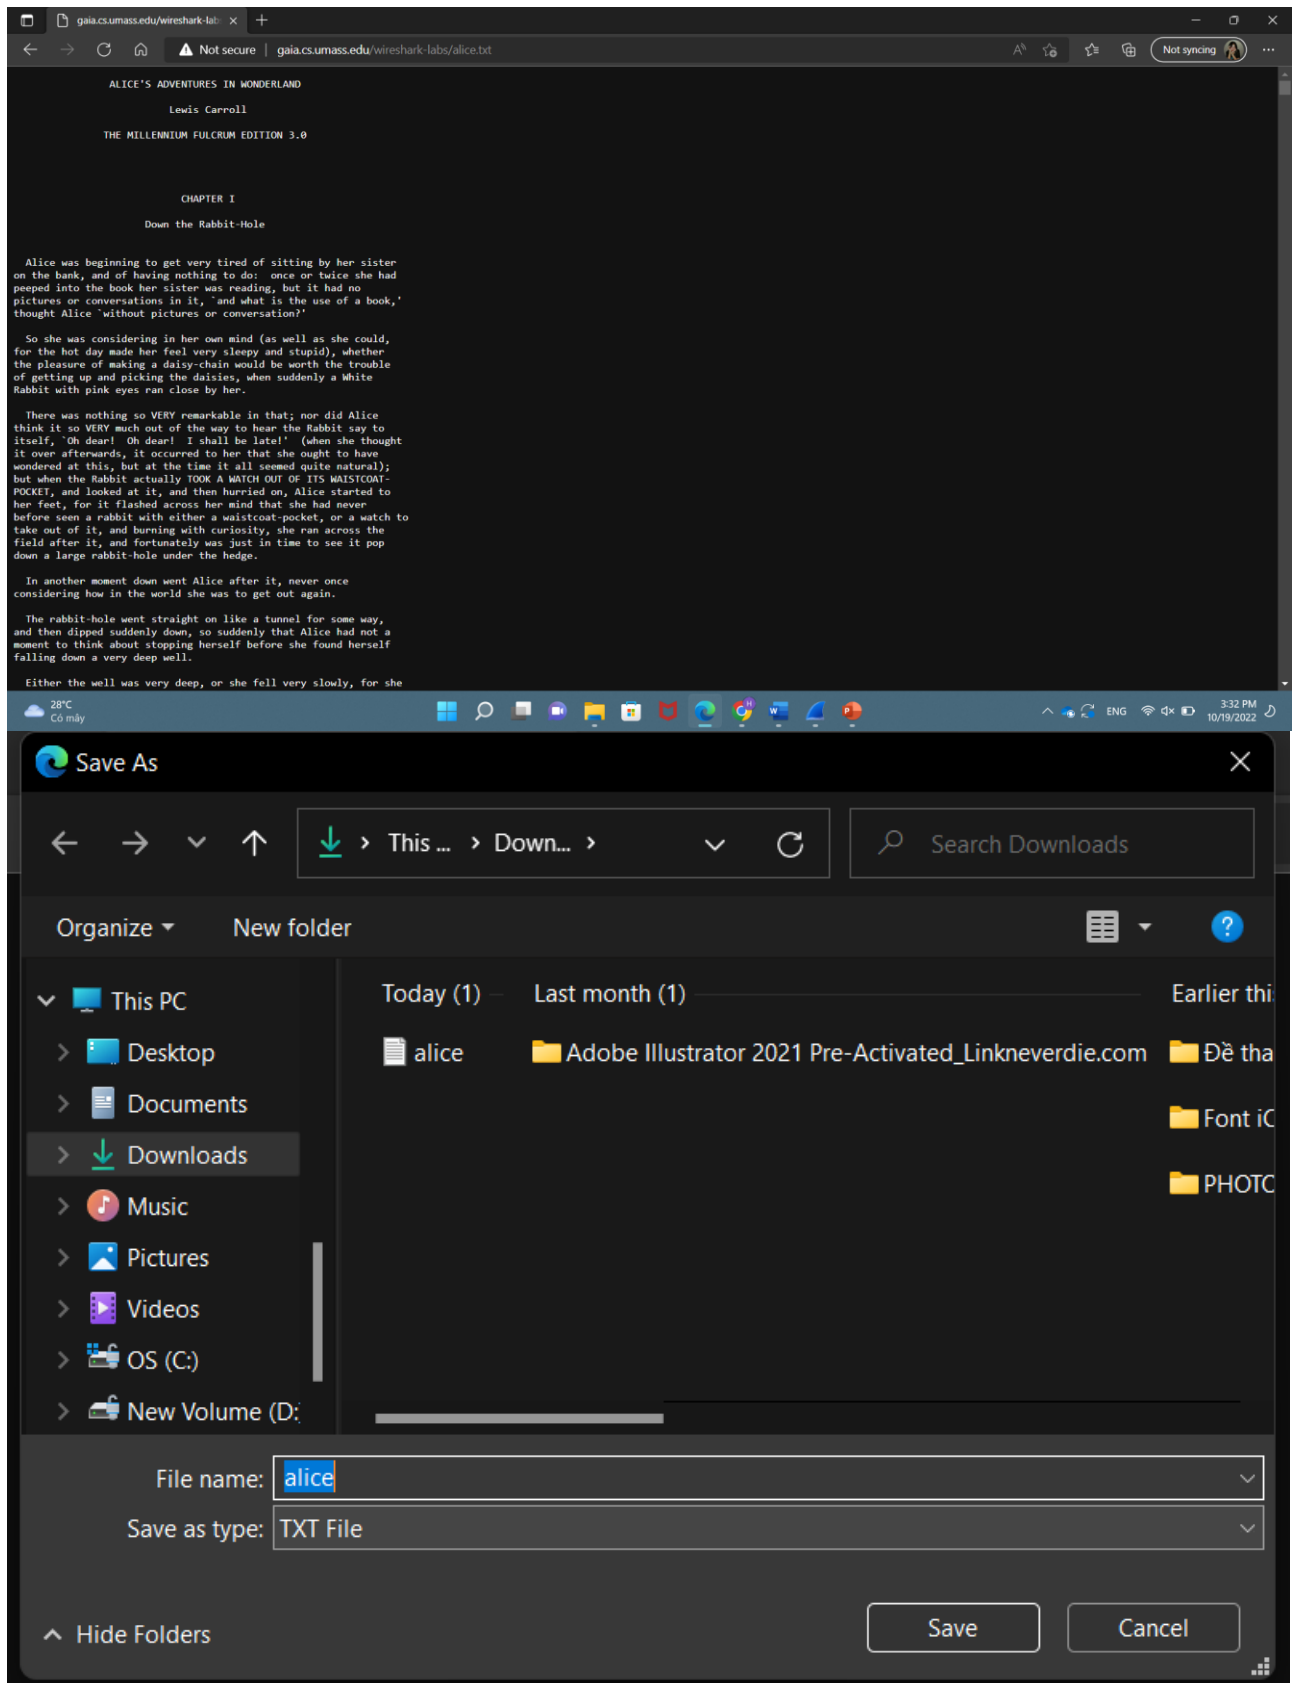 gaia.cs.umass.edu/wireshark-lab
Not secure | gaia.cs.umass.edu/wireshark-labs/alice.txt
Not syncing
ALICE'S ADVENTURES IN WONDERLAND
Lewis Carroll
THE MILLENNIUM FULCRUM EDITION 3.0
CHAPTER I
Down the Rabbit-Hole
Alice was beginning to get very tired of sitting by her sister
on the bank, and of having nothing to do:  once or twice she had
peeped into the book her sister was reading, but it had no
pictures or conversations in it, `and what is the use of a book,'
thought Alice `without pictures or conversation?'
So she was considering in her own mind (as well as she could,
for the hot day made her feel very sleepy and stupid), whether
the pleasure of making a daisy-chain would be worth the trouble
of getting up and picking the daisies, when suddenly a White
Rabbit with pink eyes ran close by her.
There was nothing so VERY remarkable in that; nor did Alice
think it so VERY much out of the way to hear the Rabbit say to
itself, `Oh dear!  Oh dear!  I shall be late!'  (when she thought
it over afterwards, it occurred to her that she ought to have
wondered at this, but at the time it all seemed quite natural);
but when the Rabbit actually TOOK A WATCH OUT OF ITS WAISTCOAT-
POCKET, and looked at it, and then hurried on, Alice started to
her feet, for it flashed across her mind that she had never
before seen a rabbit with either a waistcoat-pocket, or a watch to
take out of it, and burning with curiosity, she ran across the
field after it, and fortunately was just in time to see it pop
down a large rabbit-hole under the hedge.
In another moment down went Alice after it, never once
considering how in the world she was to get out again.
The rabbit-hole went straight on like a tunnel for some way,
and then dipped suddenly down, so suddenly that Alice had not a
moment to think about stopping herself before she found herself
falling down a very deep well.
Either the well was very deep, or she fell very slowly, for she
28°C
Có mây
ENG
3:32 PM
10/19/2022
Save As
This ... > Down... >
Search Downloads
Organize
New folder
This PC
Desktop
Documents
Downloads
Music
Pictures
Videos
OS (C:)
New Volume (D:
Today (1)
alice
Last month (1)
Adobe Illustrator 2021 Pre-Activated_Linkneverdie.com
Earlier thi
Đề tha
Font iC
PHOTO
File name: alice
Save as type: TXT File
Hide Folders
Save
Cancel